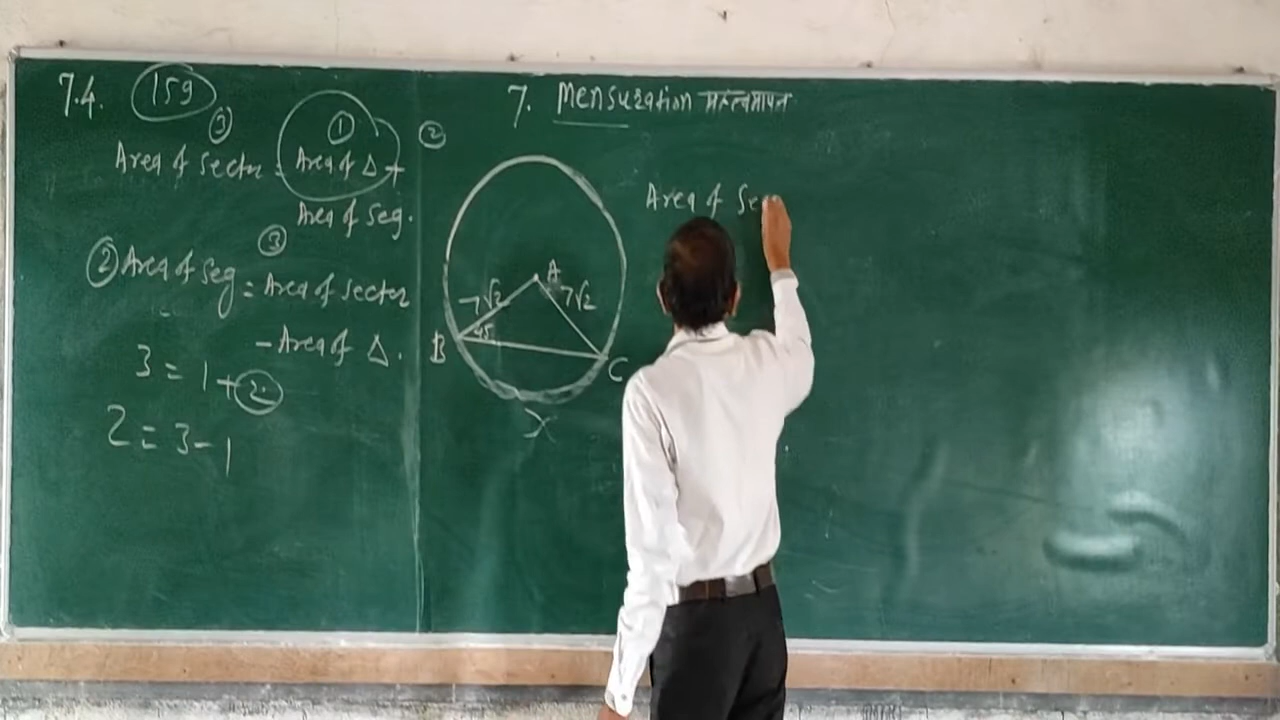 7.4. 159
7. Mensuration महत्वमापन
③ ① ②
Area of Sector = Area of Δ +
Area of Seg.
③
② Area of Seg = Area of Sector
- Area of Δ.
3 = 1 + 2.
2 = 3 - 1
A
7√2 7√2
B 45 C
X
Area of Seg